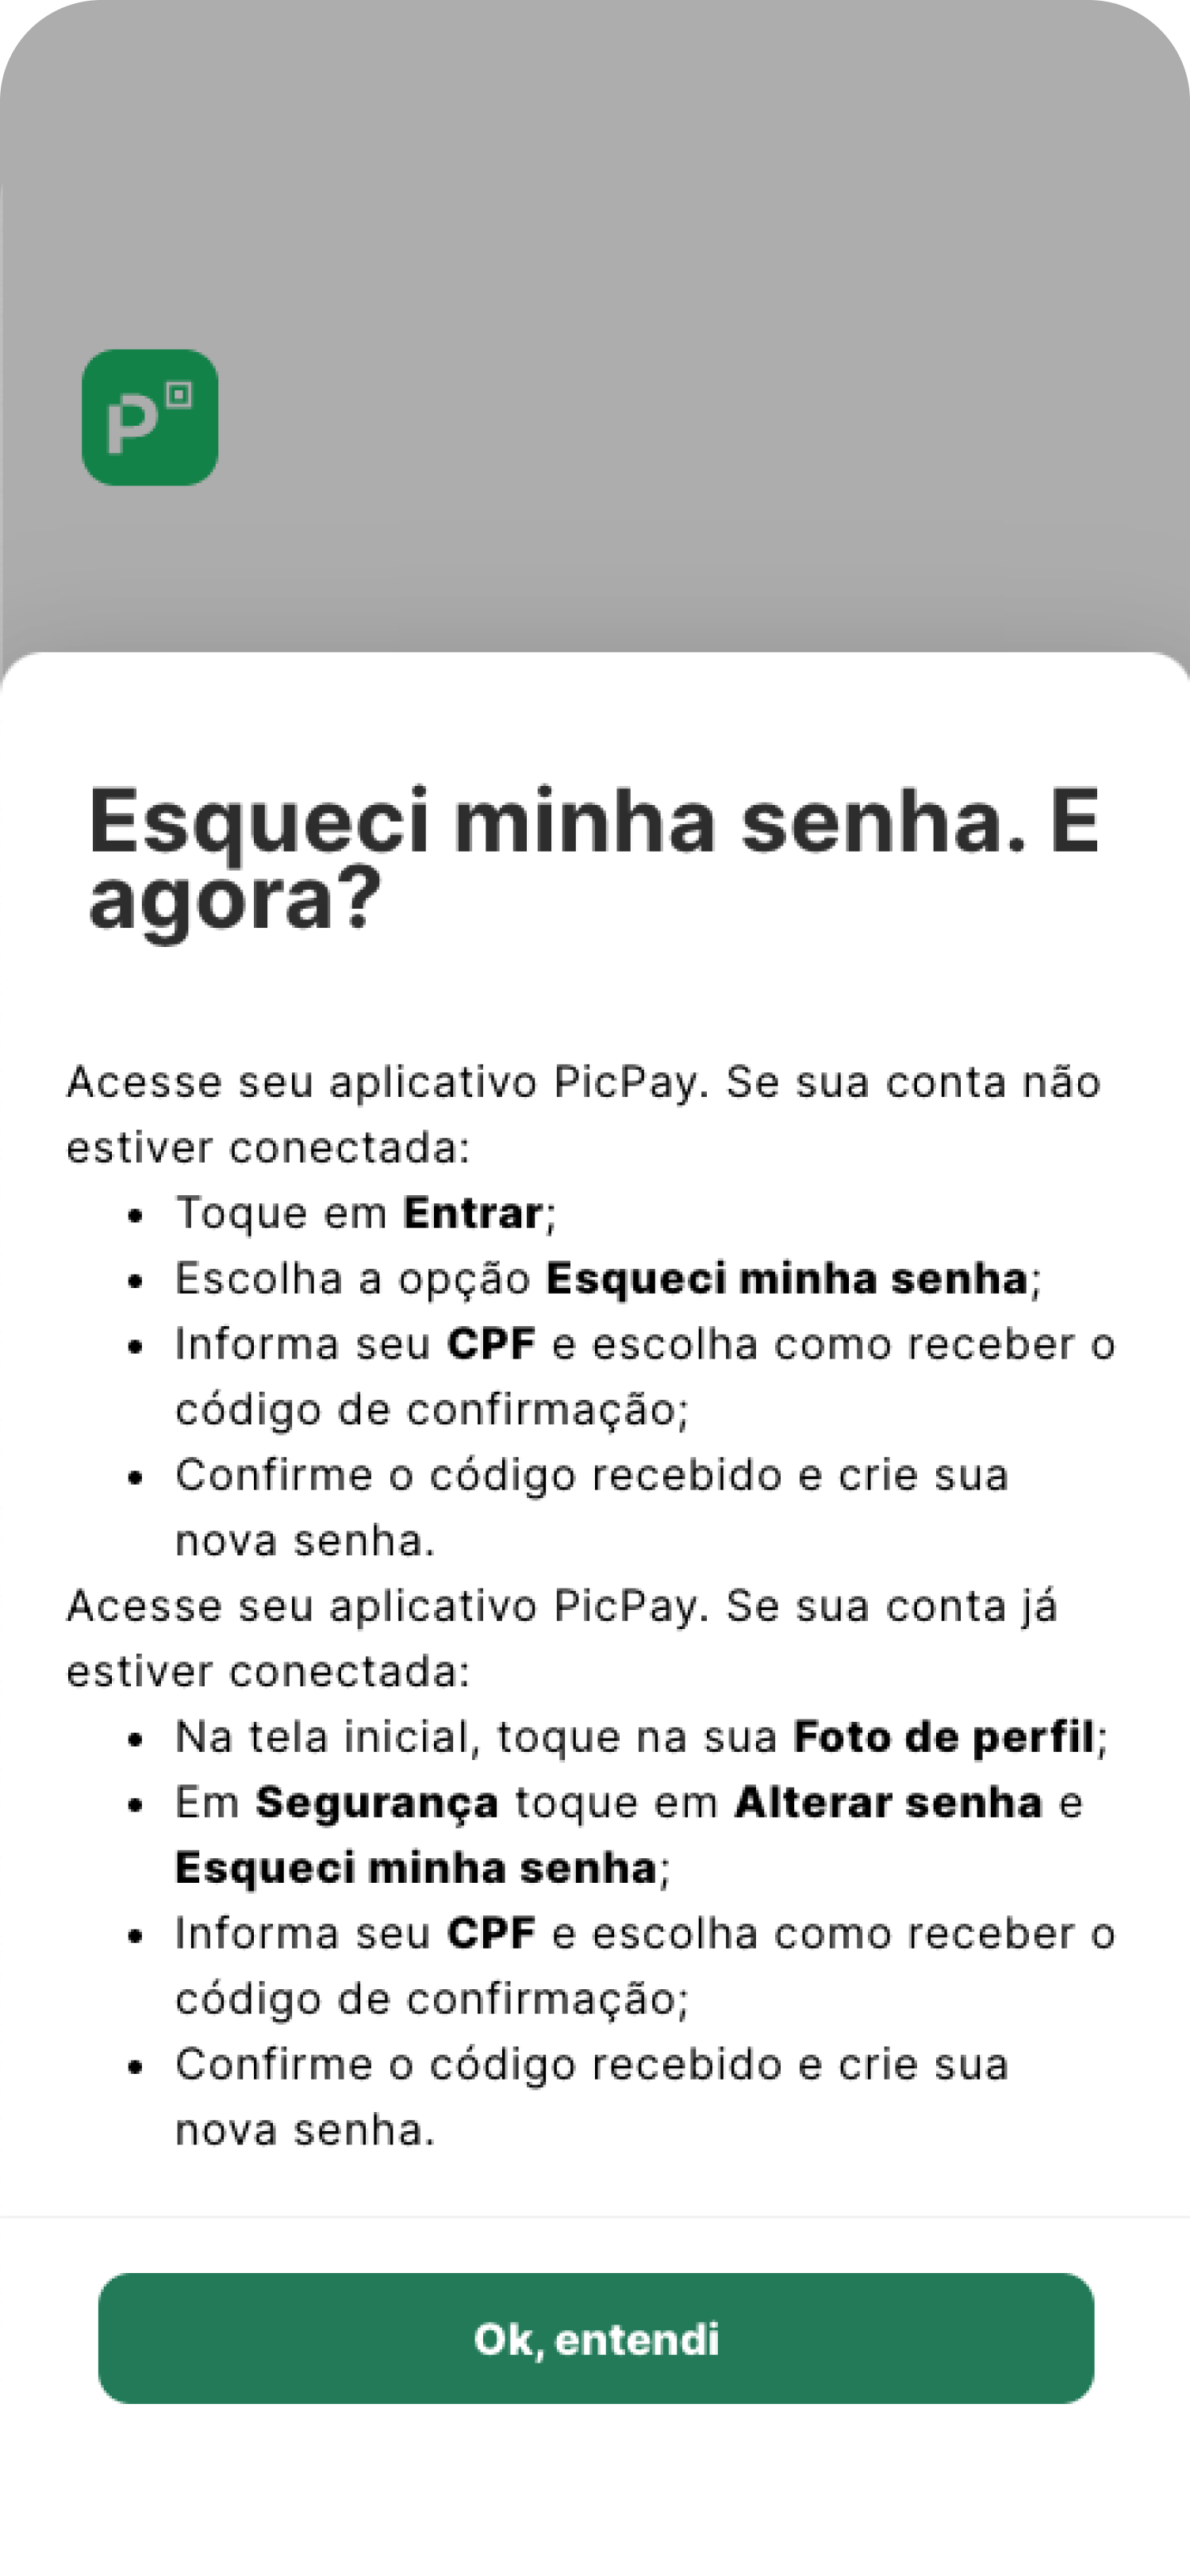 P
Esqueci minha senha. E
agora?
Acesse seu aplicativo PicPay. Se sua conta não
estiver conectada:
• Toque em Entrar;
• Escolha a opção Esqueci minha senha;
• Informa seu CPF e escolha como receber o
código de confirmação;
• Confirme o código recebido e crie sua
nova senha.
Acesse seu aplicativo PicPay. Se sua conta já
estiver conectada:
• Na tela inicial, toque na sua Foto de perfil;
• Em Segurança toque em Alterar senha e
Esqueci minha senha;
• Informa seu CPF e escolha como receber o
código de confirmação;
• Confirme o código recebido e crie sua
nova senha.
Ok, entendi